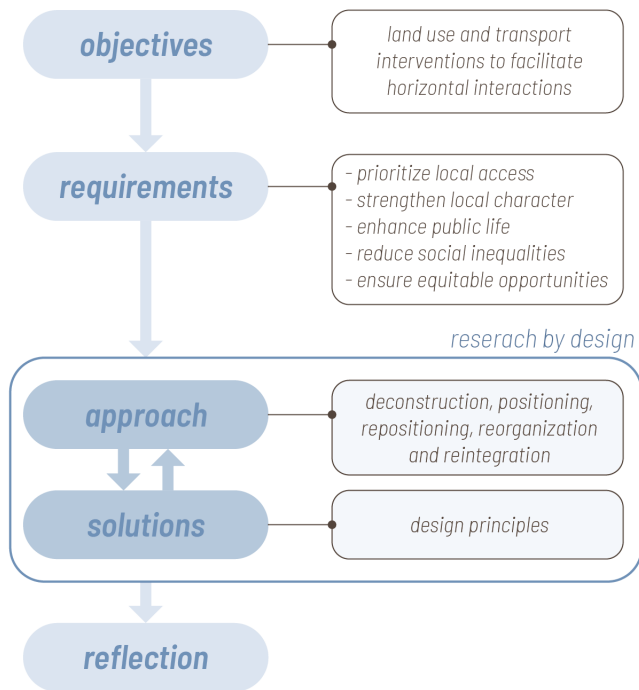 objectives
land use and transport
interventions to facilitate
horizontal interactions
requirements
- prioritize local access
- strengthen local character
- enhance public life
- reduce social inequalities
- ensure equitable opportunities
reserach by design
approach
deconstruction, positioning,
repositioning, reorganization
and reintegration
solutions
design principles
reflection